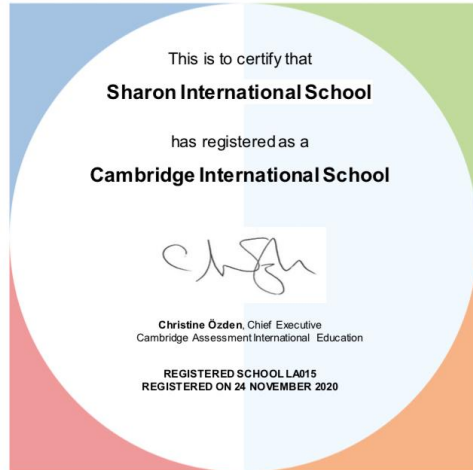 This is to certify that
Sharon International School
has registered as a
Cambridge International School
Christine Özden, Chief Executive
Cambridge Assessment International Education
REGISTERED SCHOOL LA015
REGISTERED ON 24 NOVEMBER 2020